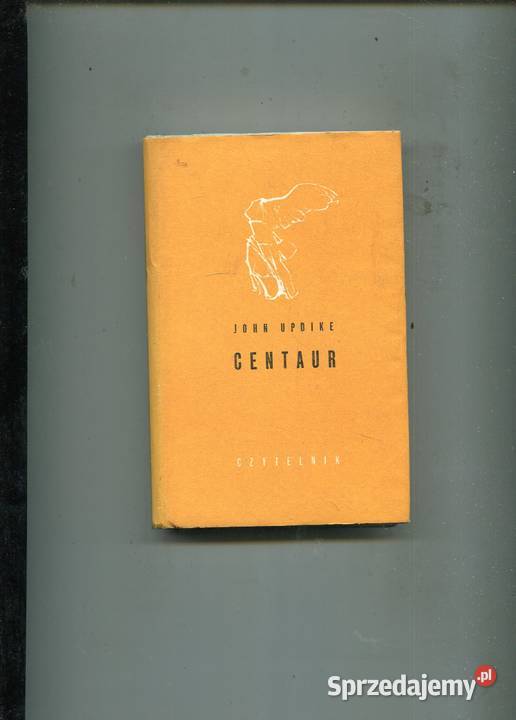 JOHN UPDIKE
CENTAUR
CZYTELNIK
Sprzedajemy.pl